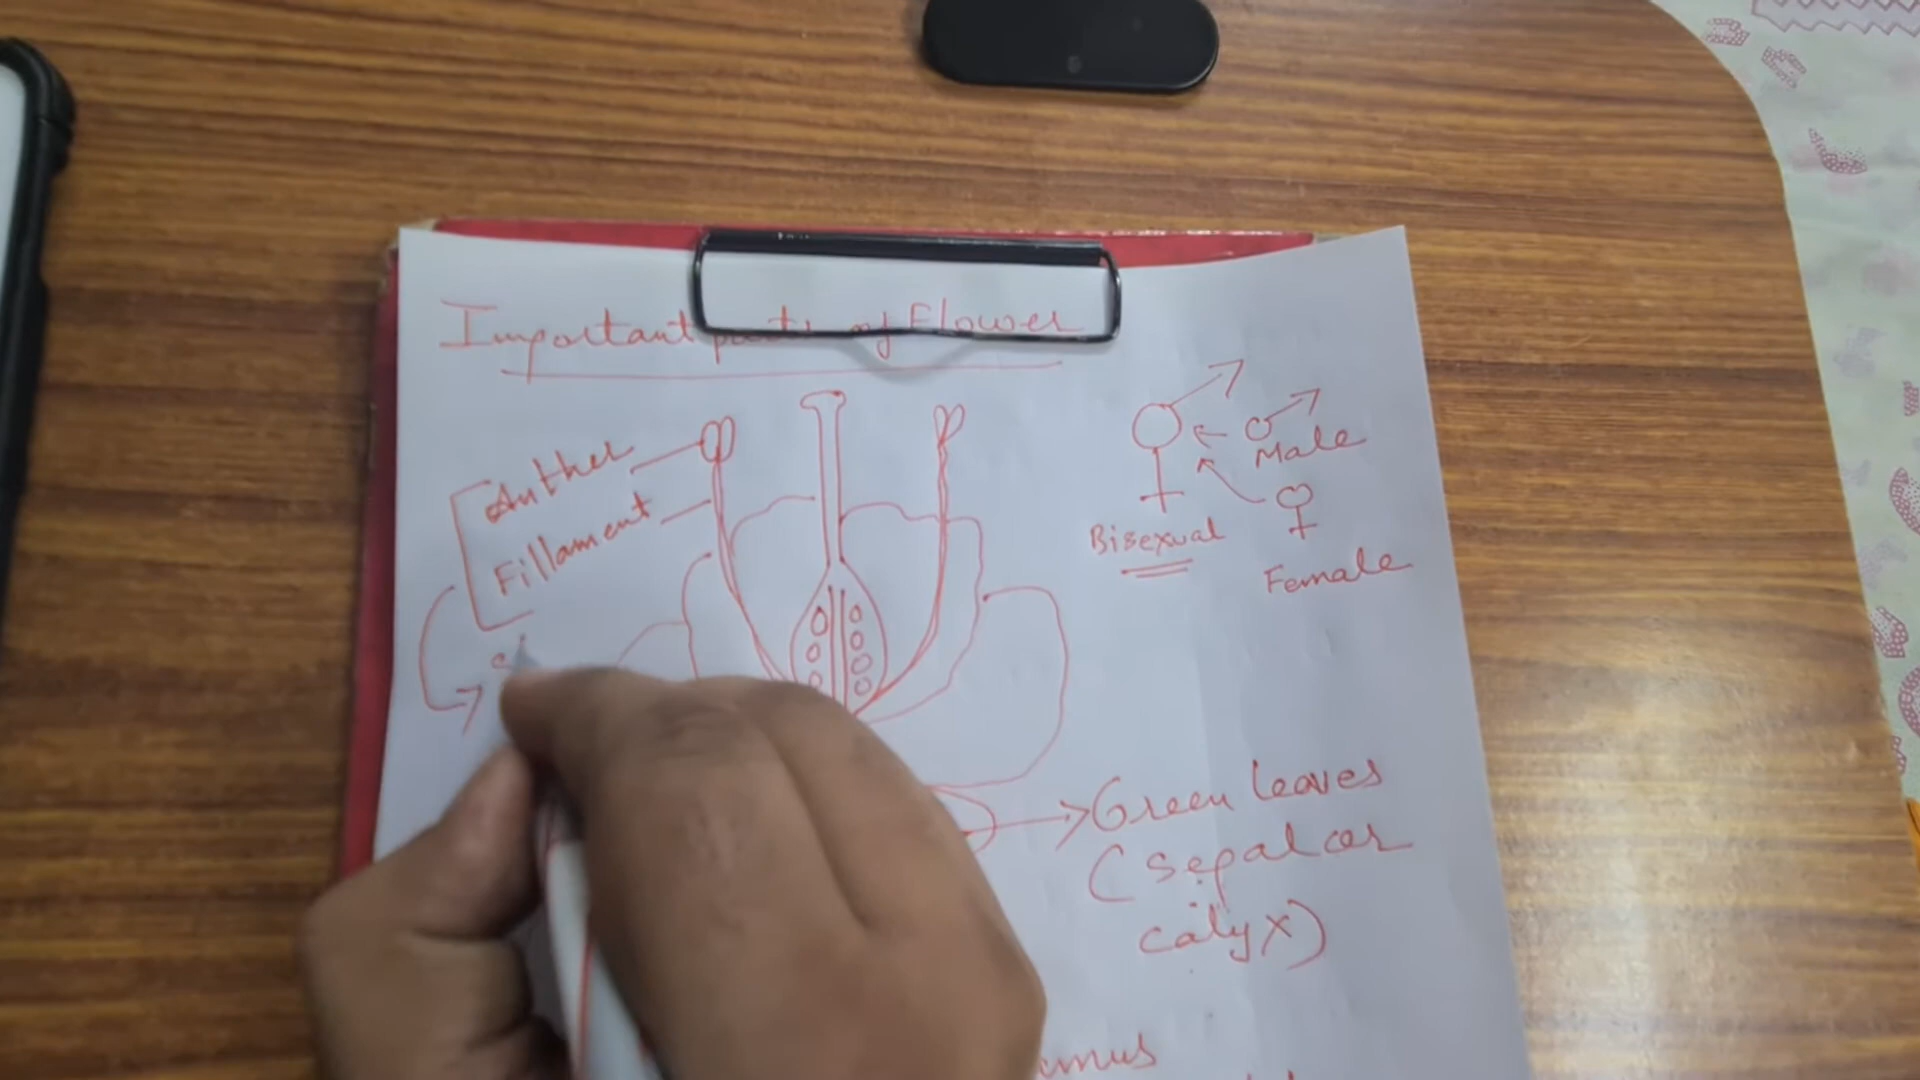 Important parts of Flower
Anther
Fillament
Male
Bisexual
Female
Green leaves
(Sepal or
calyx)